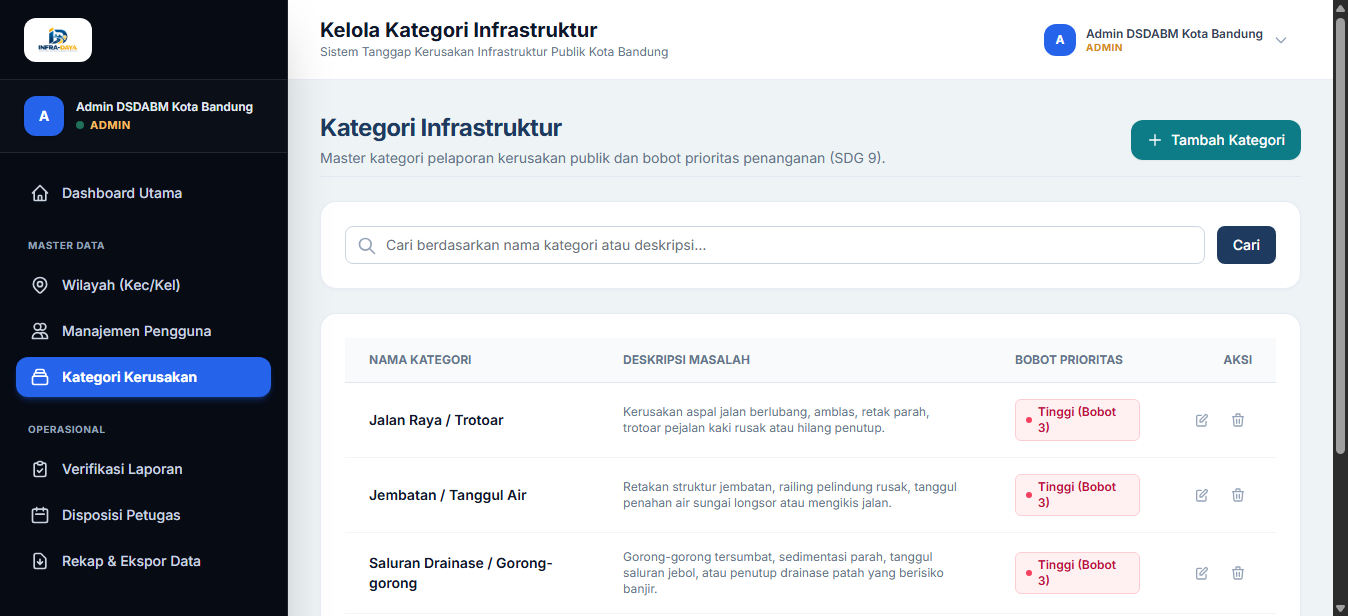 INFRA-DAYA
A
Admin DSDABM Kota Bandung
ADMIN
Dashboard Utama
MASTER DATA
Wilayah (Kec/Kel)
Manajemen Pengguna
Kategori Kerusakan
OPERASIONAL
Verifikasi Laporan
Disposisi Petugas
Rekap & Ekspor Data
Kelola Kategori Infrastruktur
Sistem Tanggap Kerusakan Infrastruktur Publik Kota Bandung
A
Admin DSDABM Kota Bandung
ADMIN
Kategori Infrastruktur
Master kategori pelaporan kerusakan publik dan bobot prioritas penanganan (SDG 9).
+ Tambah Kategori
Cari berdasarkan nama kategori atau deskripsi...
Cari
NAMA KATEGORI DESKRIPSI MASALAH BOBOT PRIORITAS AKSI
Jalan Raya / Trotoar
Kerusakan aspal jalan berlubang, amblas, retak parah,
trotoar pejalan kaki rusak atau hilang penutup.
Tinggi (Bobot
3)
Jembatan / Tanggul Air
Retakan struktur jembatan, railing pelindung rusak, tanggul
penahan air sungai longsor atau mengikis jalan.
Tinggi (Bobot
3)
Saluran Drainase / Gorong-
gorong
Gorong-gorong tersumbat, sedimentasi parah, tanggul
saluran jebol, atau penutup drainase patah yang berisiko
banjir.
Tinggi (Bobot
3)